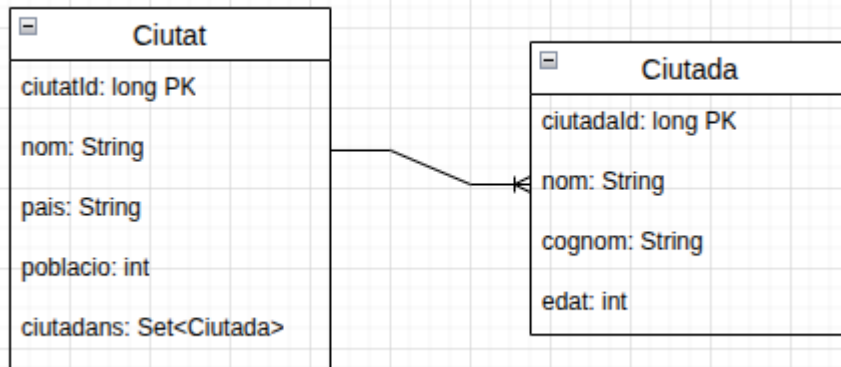 Ciutat
ciutatId: long PK
nom: String
pais: String
poblacio: int
ciutadans: Set<Ciutada>
Ciutada
ciutadaId: long PK
nom: String
cognom: String
edat: int